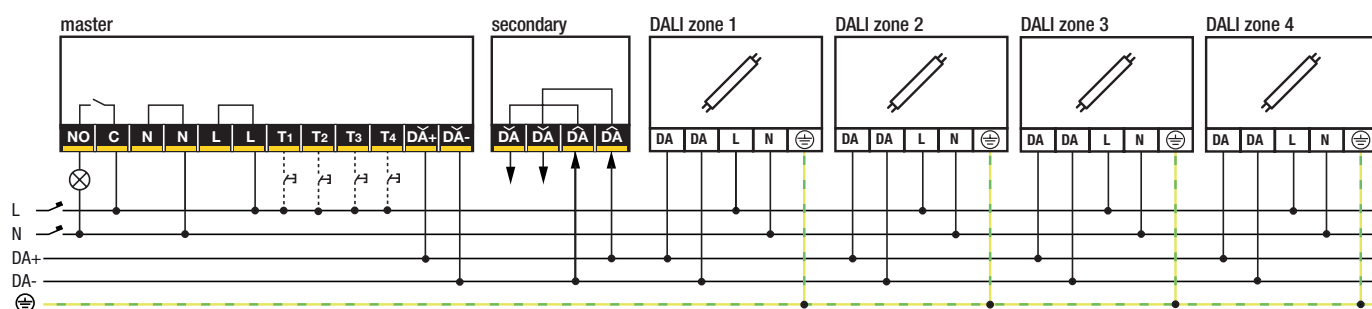 master secondary DALI zone 1 DALI zone 2 DALI zone 3 DALI zone 4
NO C N N L L T1 T2 T3 T4 DA+ DA- DA DA DA DA DA DA L N DA DA L N DA DA L N DA DA L N
L
N
DA+
DA-